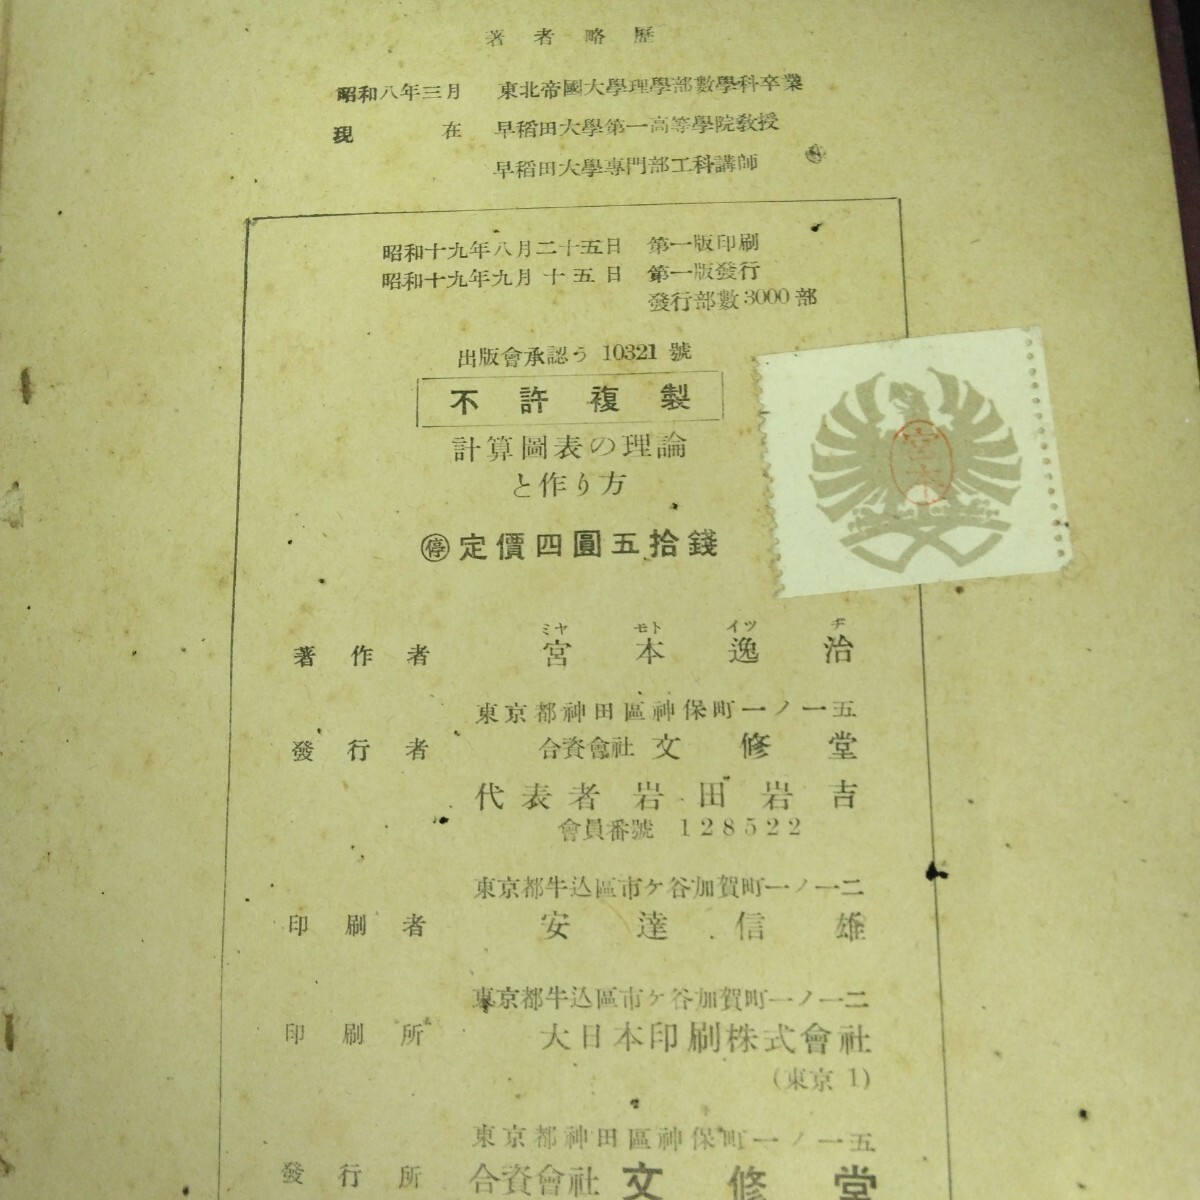 著者略歷
昭和八年三月 東北帝國大學理學部數學科卒業
現在 早稻田大學第一高等學院敎授
早稻田大學專門部工科講師
昭和十九年八月二十五日 第一版印刷
昭和十九年九月十五日 第一版發行
發行部數3000部
出版會承認う 10321 號
不許複製
計算圖表の理論
と作り方
停 定價四圓五拾錢
宮本
ミヤ モト イツ ヂ
著作者 宮本逸治
東京都神田區神保町一ノ一五
發行者 合資會社 文修堂
代表者 岩田岩吉
會員番號 128522
東京都牛込區市ケ谷加賀町一ノ一二
印刷者 安達信雄
東京都牛込區市ケ谷加賀町一ノ一二
印刷所 大日本印刷株式會社
(東京 1)
東京都神田區神保町一ノ一五
發行所 合資會社 文修堂